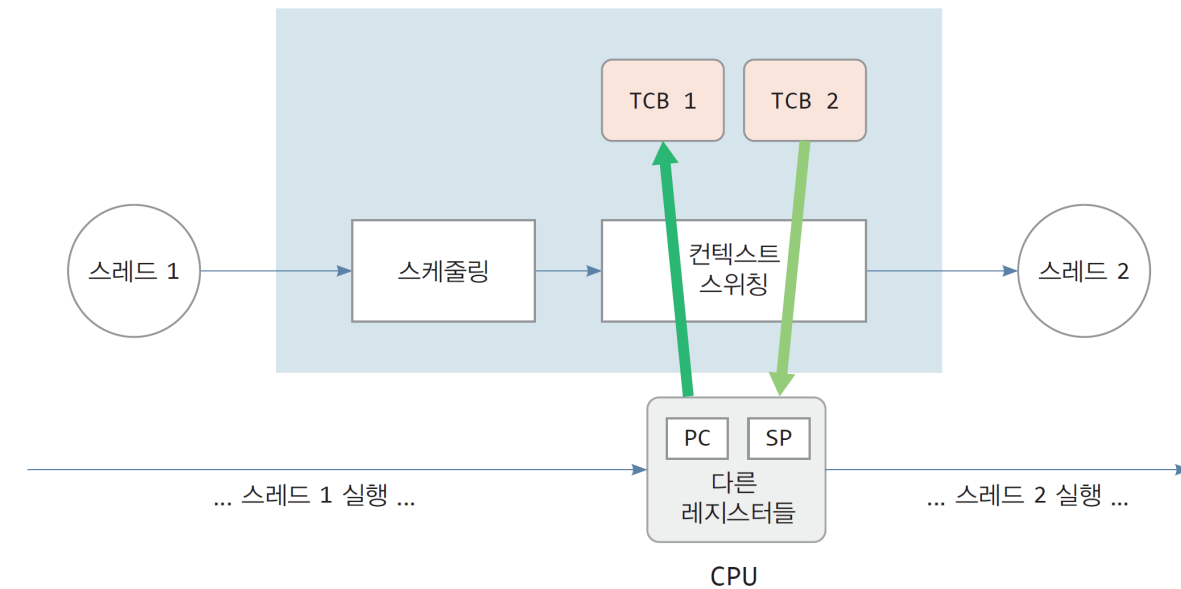 TCB 1
TCB 2
스레드 1
스케줄링
컨텍스트
스위칭
스레드 2
PC
SP
다른
레지스터들
... 스레드 1 실행 ...
... 스레드 2 실행 ...
CPU